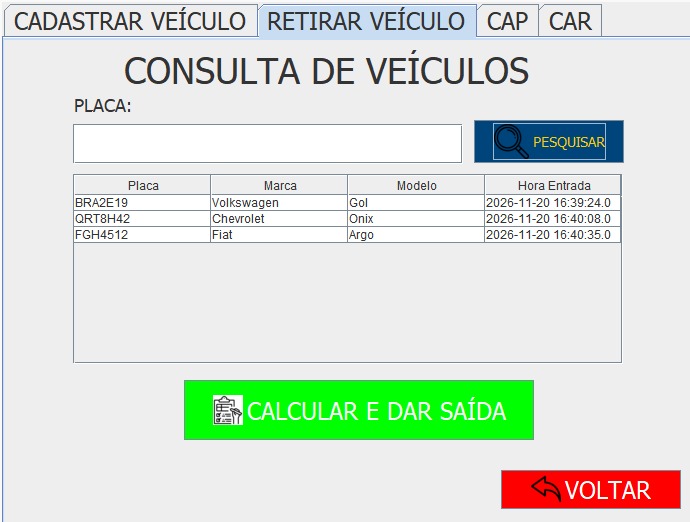 CADASTRAR VEÍCULO RETIRAR VEÍCULO CAP CAR
CONSULTA DE VEÍCULOS
PLACA:
PESQUISAR
Placa Marca Modelo Hora Entrada
BRA2E19 Volkswagen Gol 2026-11-20 16:39:24.0
QRT8H42 Chevrolet Onix 2026-11-20 16:40:08.0
FGH4512 Fiat Argo 2026-11-20 16:40:35.0
CALCULAR E DAR SAÍDA
VOLTAR